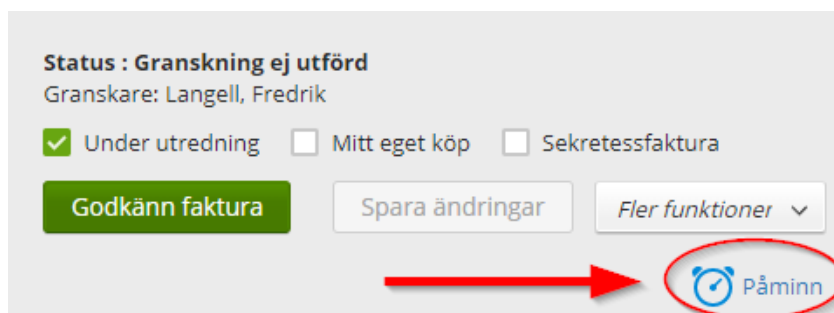 Status : Granskning ej utförd
Granskare: Langell, Fredrik
Under utredning Mitt eget köp Sekretessfaktura
Godkänn faktura Spara ändringar Fler funktioner
Påminn